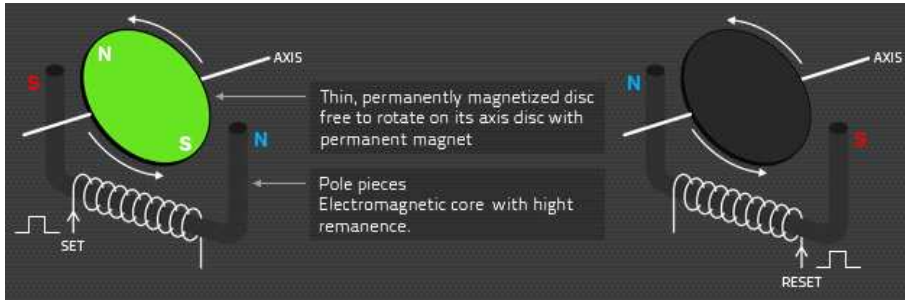 N
AXIS
S
Thin, permanently magnetized disc
free to rotate on its axis disc with
permanent magnet
S
N
Pole pieces
Electromagnetic core with hight
remanence.
SET
AXIS
N
S
RESET